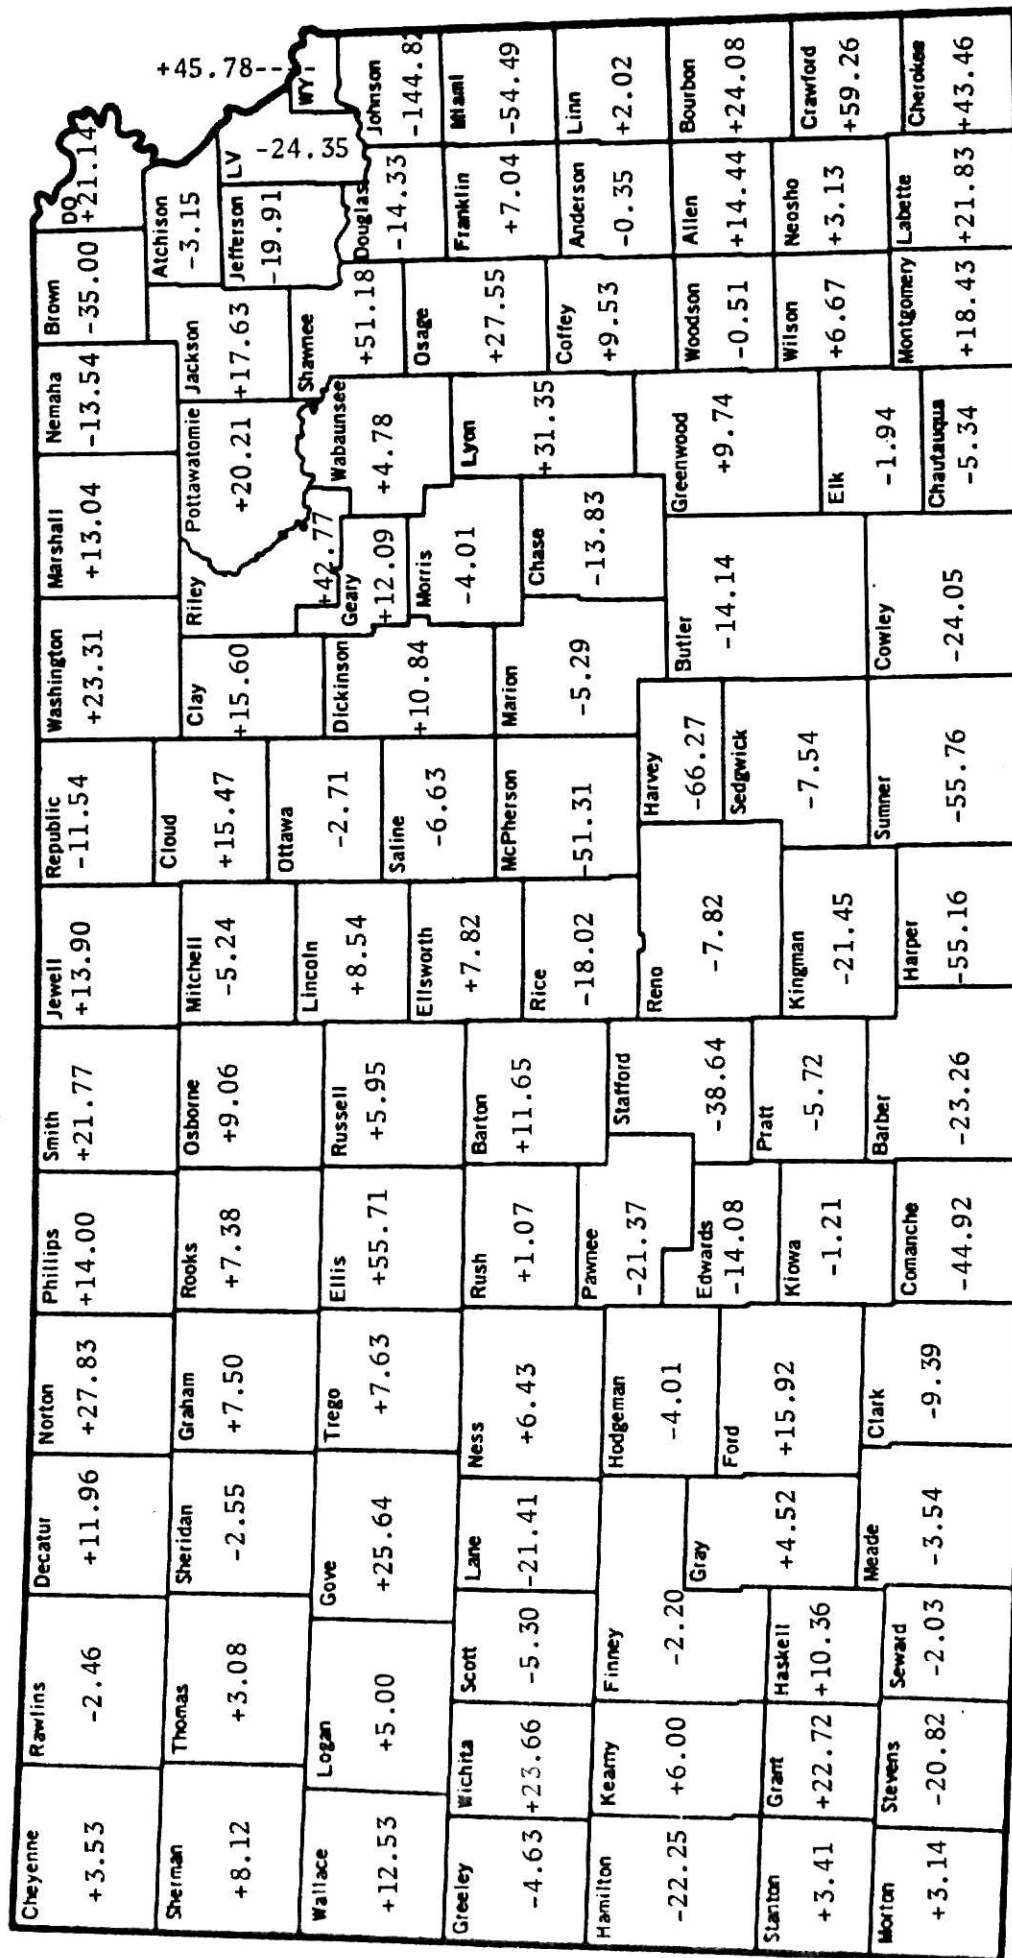 Cheyenne
+3.53
Rawlins
-2.46
Decatur
+11.96
Norton
+27.83
Phillips
+14.00
Smith
+21.77
Jewell
+13.90
Republic
-11.54
Washington
+23.31
Marshall
+13.04
Nemaha
-13.54
Brown
-35.00
DO
+21.14
Sherman
+8.12
Thomas
+3.08
Sheridan
-2.55
Graham
+7.50
Rooks
+7.38
Osborne
+9.06
Mitchell
-5.24
Cloud
+15.47
Clay
+15.60
Riley
+42.77
Pottawatomie
+20.21
Jackson
+17.63
Atchison
-3.15
Jefferson
-19.91
LV
-24.35
WY
+45.78----
Wallace
+12.53
Logan
+5.00
Gove
+25.64
Trego
+7.63
Ellis
+55.71
Russell
+5.95
Lincoln
+8.54
Ottawa
-2.71
Dickinson
+10.84
Geary
+12.09
Wabaunsee
+4.78
Shawnee
+51.18
Douglas
-14.33
Johnson
-144.82
Ellsworth
+7.82
Saline
-6.63
Morris
-4.01
Osage
+27.55
Franklin
+7.04
Miami
-54.49
Greeley
-4.63
Wichita
+23.66
Scott
-5.30
Lane
-21.41
Ness
+6.43
Rush
+1.07
Barton
+11.65
Rice
-18.02
McPherson
-51.31
Marion
-5.29
Chase
-13.83
Lyon
+31.35
Coffey
+9.53
Anderson
-0.35
Linn
+2.02
Hamilton
-22.25
Kearny
+6.00
Finney
-2.20
Hodgeman
-4.01
Pawnee
-21.37
Stafford
-38.64
Reno
-7.82
Harvey
-66.27
Butler
-14.14
Greenwood
+9.74
Woodson
-0.51
Allen
+14.44
Bourbon
+24.08
Gray
+4.52
Ford
+15.92
Edwards
-14.08
Pratt
-5.72
Kingman
-21.45
Sedgwick
-7.54
Stanton
+3.41
Grant
+22.72
Haskell
+10.36
Kiowa
-1.21
Elk
-1.94
Wilson
+6.67
Neosho
+3.13
Crawford
+59.26
Morton
+3.14
Stevens
-20.82
Seward
-2.03
Meade
-3.54
Clark
-9.39
Comanche
-44.92
Barber
-23.26
Harper
-55.16
Sumner
-55.76
Cowley
-24.05
Chautauqua
-5.34
Montgomery
+18.43
Labette
+21.83
Cherokee
+43.46